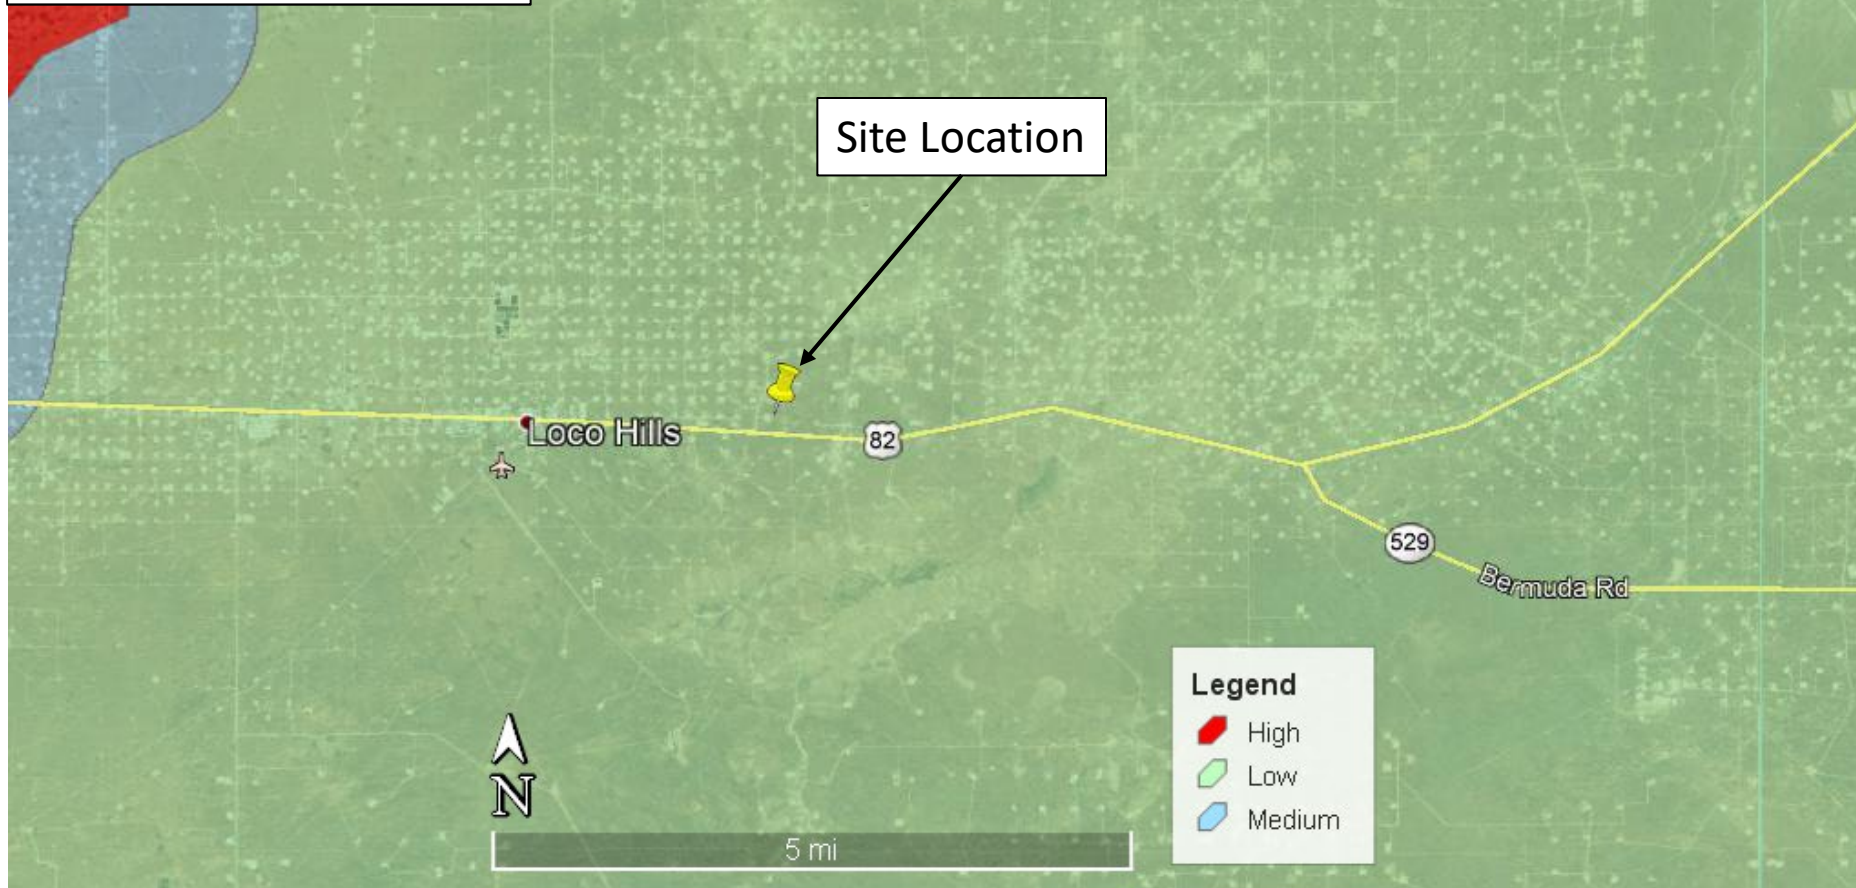 Site Location
Loco Hills
82
529
Bermuda Rd
Legend
High
Low
Medium
N
5 mi